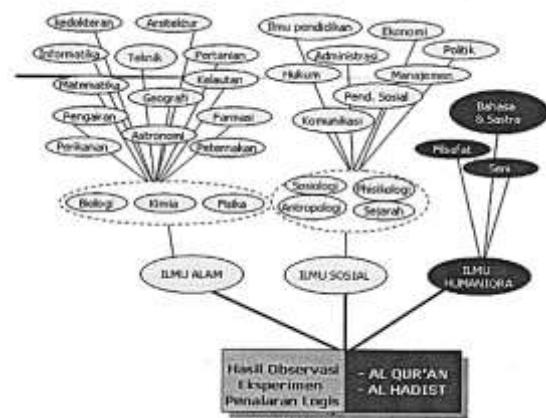 kedokteran
Arsitektur
Informatika
Teknik
Pertanian
Matmatika
Kelautan
Geografi
Pengairan
Farmasi
Astronomi
Perikanan
Peternakan
Biologi
Kimia
Fisika
ILMU ALAM
Ilmu pendidikan
Ekonomi
Administrasi
Politik
Hukum
Manajemen
Pend. Sosial
Komunikasi
Sosiologi
Phisikologi
Antropologi
Sejarah
ILMU SOSIAL
Bahasa
& Sastra
Filsafat
Seni
ILMU
HUMANIORA
Hasil Observasi
Eksperimen
Penalaran Logis
- AL QUR'AN
- AL HADIST